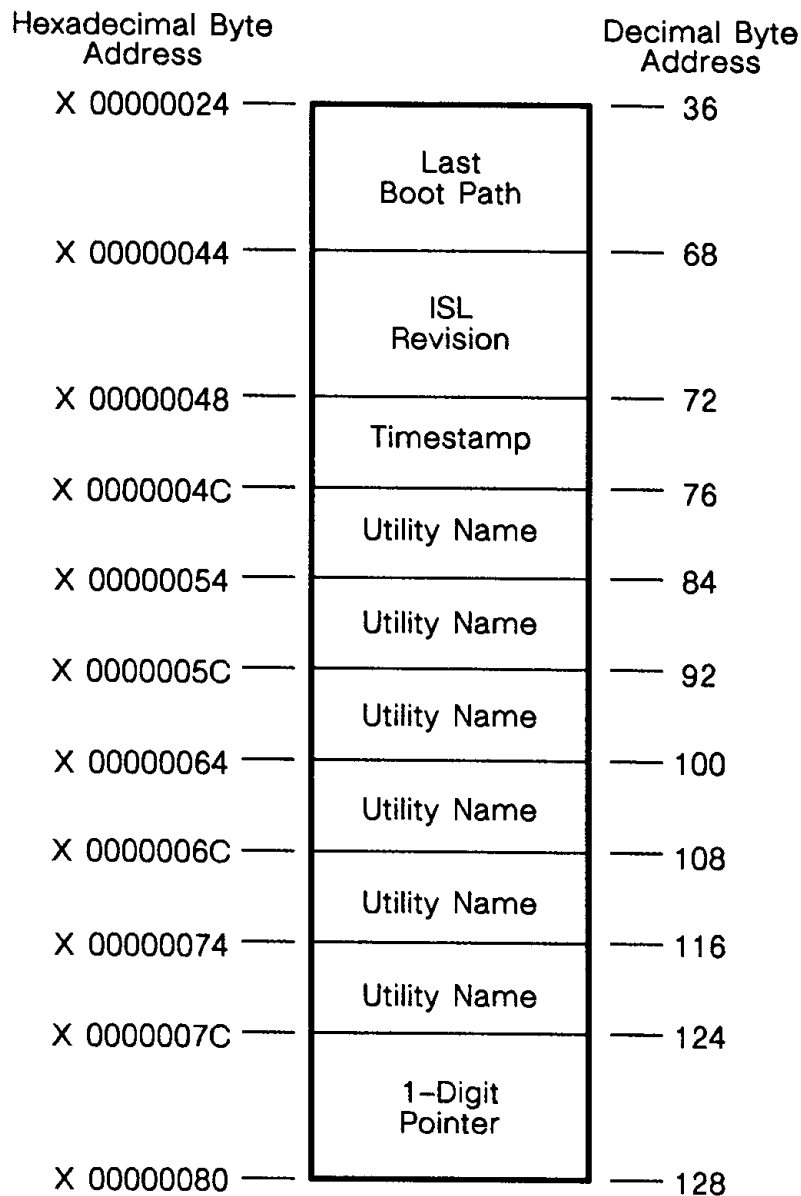 Hexadecimal Byte
Address
Decimal Byte
Address
X 00000024
36
Last
Boot Path
X 00000044
68
ISL
Revision
X 00000048
72
Timestamp
X 0000004C
76
Utility Name
X 00000054
84
Utility Name
X 0000005C
92
Utility Name
X 00000064
100
Utility Name
X 0000006C
108
Utility Name
X 00000074
116
Utility Name
X 0000007C
124
1-Digit
Pointer
X 00000080
128